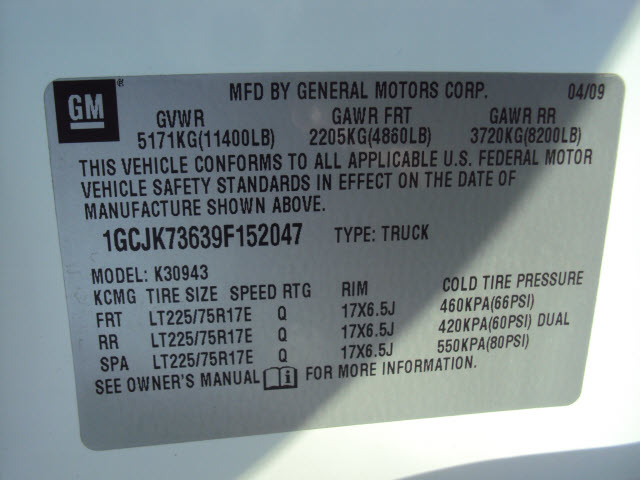 GM®
MFD BY GENERAL MOTORS CORP. 04/09
GVWR GAWR FRT GAWR RR
5171KG(11400LB) 2205KG(4860LB) 3720KG(8200LB)
THIS VEHICLE CONFORMS TO ALL APPLICABLE U.S. FEDERAL MOTOR
VEHICLE SAFETY STANDARDS IN EFFECT ON THE DATE OF
MANUFACTURE SHOWN ABOVE.
1GCJK73639F152047 TYPE: TRUCK
MODEL: K30943
KCMG TIRE SIZE SPEED RTG RIM COLD TIRE PRESSURE
FRT LT225/75R17E Q 17X6.5J 460KPA(66PSI)
RR LT225/75R17E Q 17X6.5J 420KPA(60PSI) DUAL
SPA LT225/75R17E Q 17X6.5J 550KPA(80PSI)
SEE OWNER'S MANUAL i FOR MORE INFORMATION.